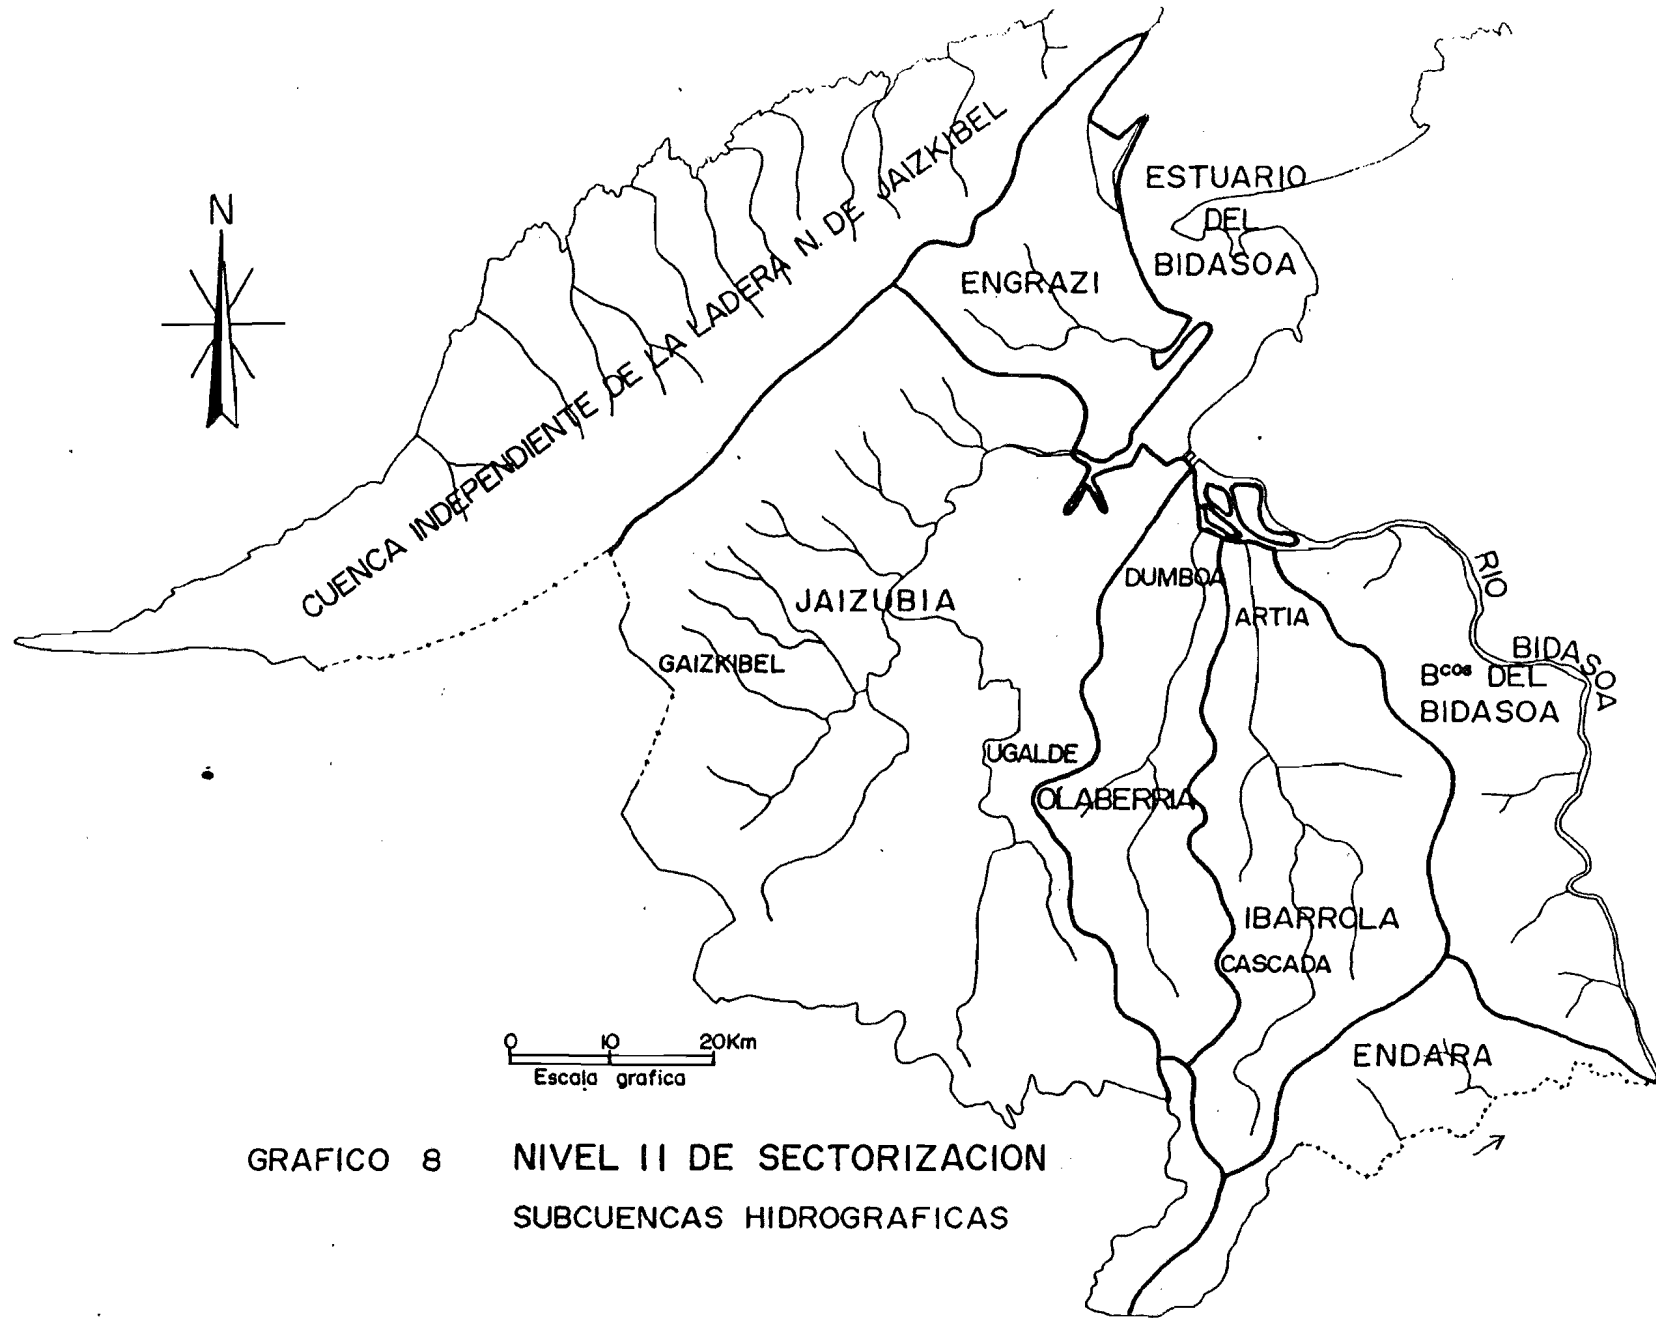 N
CUENCA INDEPENDIENTE DE LA LADERA N. DE JAIZKIBEL
ESTUARIO
DEL
BIDASOA
ENGRAZI
DUMBOA
ARTIA
RIO BIDASOA
JAIZUBIA
GAIZKIBEL
Bcos DEL
BIDASOA
UGALDE
OLABERRIA
IBARROLA
CASCADA
ENDARA
0 10 20Km
Escala grafica
GRAFICO 8 NIVEL II DE SECTORIZACION
SUBCUENCAS HIDROGRAFICAS